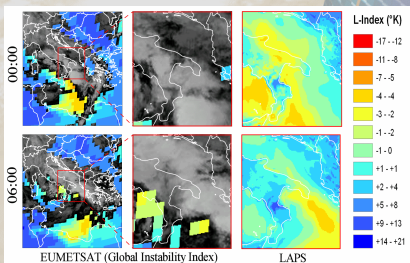 L-Index (°K)
00:00
-17 - -12
-11 - -8
-7 - -5
-4 - -4
-3 - -2
-1 - -2
-1 - 0
+1 - +1
+2 - +4
+5 - +8
+9 - +13
+14 - +21
06:00
EUMETSAT (Global Instability Index)
LAPS